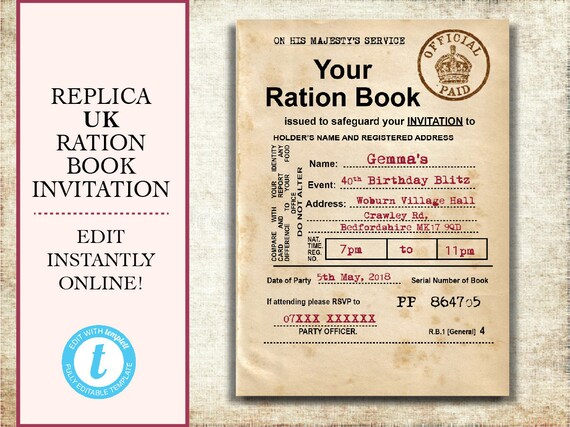 REPLICA
UK
RATION
BOOK
INVITATION
EDIT
INSTANTLY
ONLINE!
EDIT WITH templett
t
FULLY EDITABLE TEMPLATE
ON HIS MAJESTY'S SERVICE
OFFICIAL
PAID
Your
Ration Book
issued to safeguard your INVITATION to
HOLDER'S NAME AND REGISTERED ADDRESS
COMPARE WITH YOUR IDENTITY
CARD AND REPORT ANY
DIFFERENCE TO YOUR FOOD
OFFICE
DO NOT ALTER
Name: Gemma's
Event: 40th Birthday Blitz
Address: Woburn Village Hall
Crawley Rd,
Bedfordshire MK17 9QD
NAT.
TIME
REG.
NO.
7pm to 11pm
Date of Party 5th May, 2018 Serial Number of Book
If attending please RSVP to PP 864705
07XXX XXXXXX
PARTY OFFICER. R.B.1 [General] 4